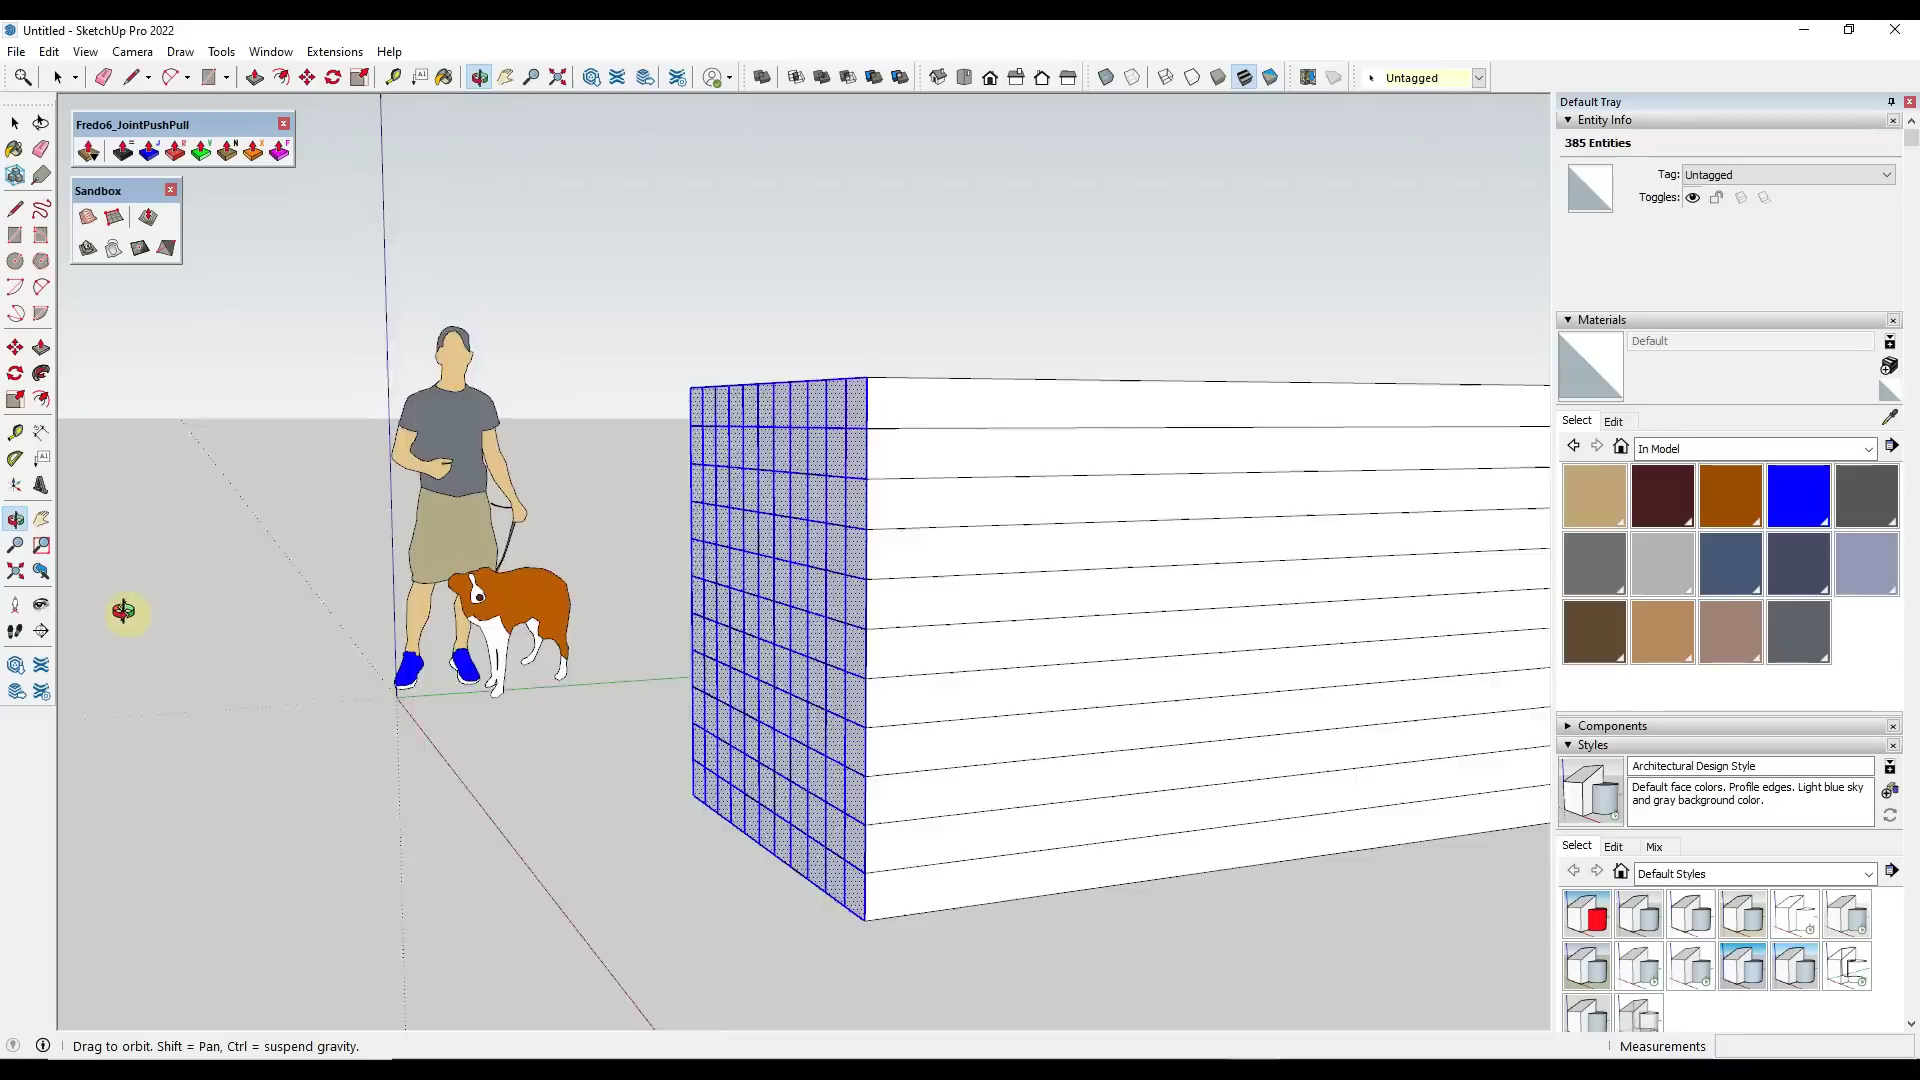 Untitled - SketchUp Pro 2022
File Edit View Camera Draw Tools Window Extensions Help
Untagged
Fredo6_JointPushPull
Sandbox
Default Tray
Entity Info
385 Entities
Tag: Untagged
Toggles:
Materials
Default
Select Edit
In Model
Components
Styles
Architectural Design Style
Default face colors. Profile edges. Light blue sky
and gray background color.
Select Edit Mix
Default Styles
Drag to orbit. Shift = Pan, Ctrl = suspend gravity.
Measurements